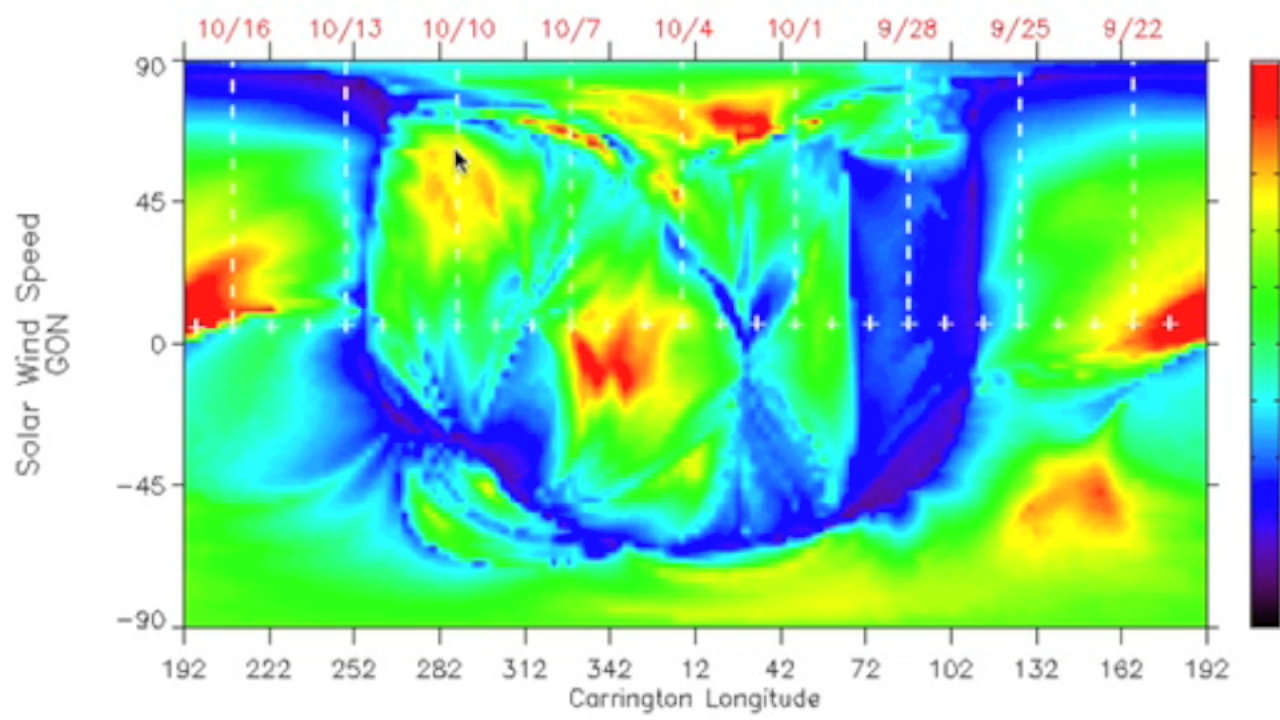 10/16 10/13 10/10 10/7 10/4 10/1 9/28 9/25 9/22
90
45
0
−45
−90
Solar Wind Speed
GON
192 222 252 282 312 342 12 42 72 102 132 162 192
Carrington Longitude